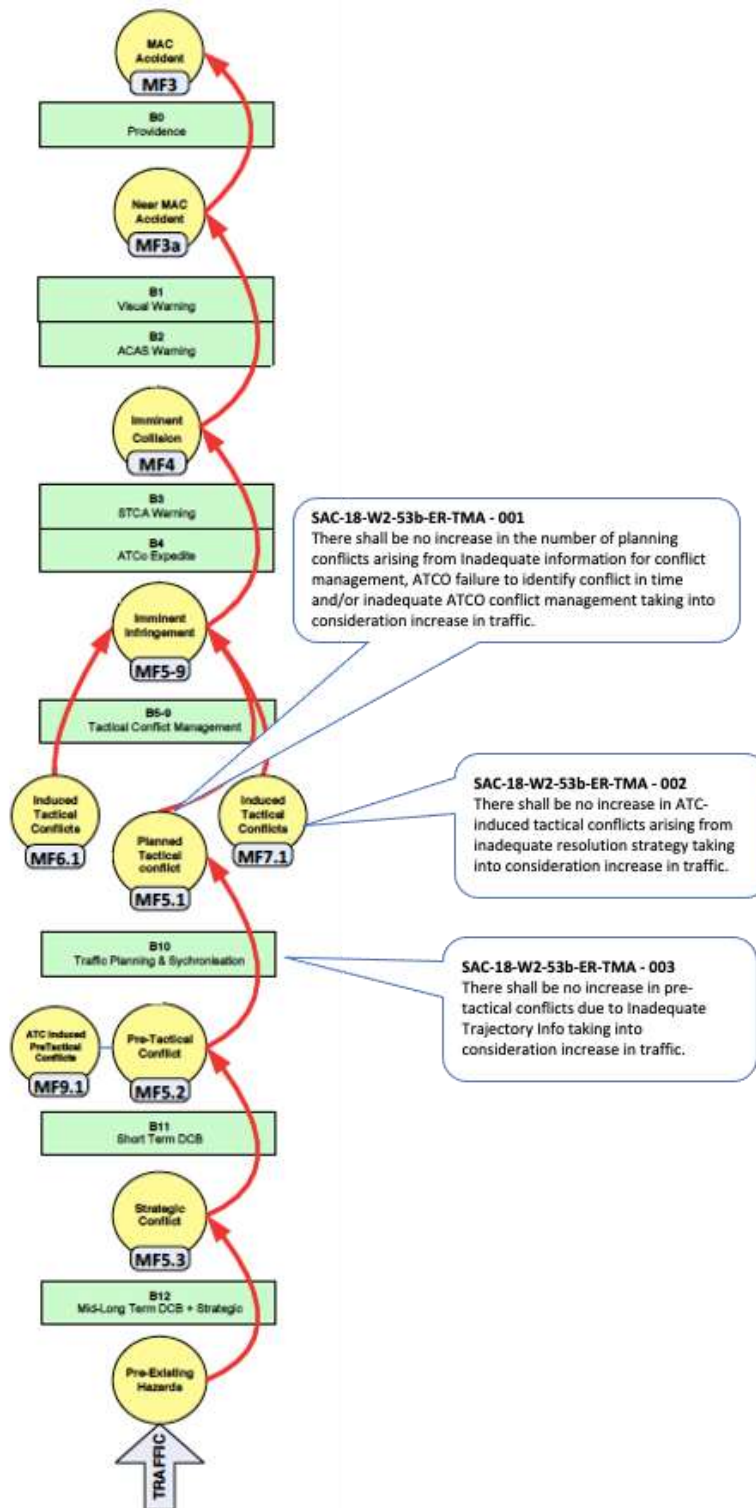 MAC
Accident
MF3
B0
Providence
Near MAC
Accident
MF3a
B1
Visual Warning
B2
ACAS Warning
Imminent
Collision
MF4
B3
STCA Warning
B4
ATCo Expedite
SAC-18-W2-53b-ER-TMA - 001
There shall be no increase in the number of planning
conflicts arising from Inadequate information for conflict
management, ATCO failure to identify conflict in time
and/or inadequate ATCO conflict management taking into
consideration increase in traffic.
Imminent
Infringement
MF5-9
B5-9
Tactical Conflict Management
Induced
Tactical
Conflicts
MF6.1
Planned
Tactical
conflict
MF5.1
Induced
Tactical
Conflicts
MF7.1
SAC-18-W2-53b-ER-TMA - 002
There shall be no increase in ATC-
induced tactical conflicts arising from
inadequate resolution strategy taking
into consideration increase in traffic.
B10
Traffic Planning & Sychronisation
SAC-18-W2-53b-ER-TMA - 003
There shall be no increase in pre-
tactical conflicts due to Inadequate
Trajectory Info taking into
consideration increase in traffic.
ATC Induced
PreTactical
Conflicts
MF9.1
Pre-Tactical
Conflict
MF5.2
B11
Short Term DCB
Strategic
Conflict
MF5.3
B12
Mid-Long Term DCB + Strategic
Pre-Existing
Hazards
TRAFFIC